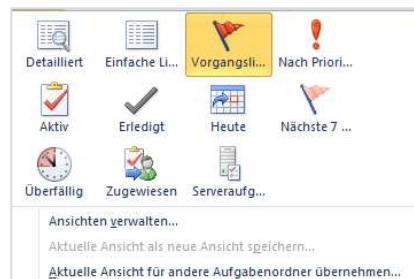 Detailliert Einfache Li... Vorgangsli... Nach Priori...
Aktiv Erledigt Heute Nächste 7 ...
Überfällig Zugewiesen Serveraufg...
Ansichten verwalten...
Aktuelle Ansicht als neue Ansicht speichern...
Aktuelle Ansicht für andere Aufgabenordner übernehmen...